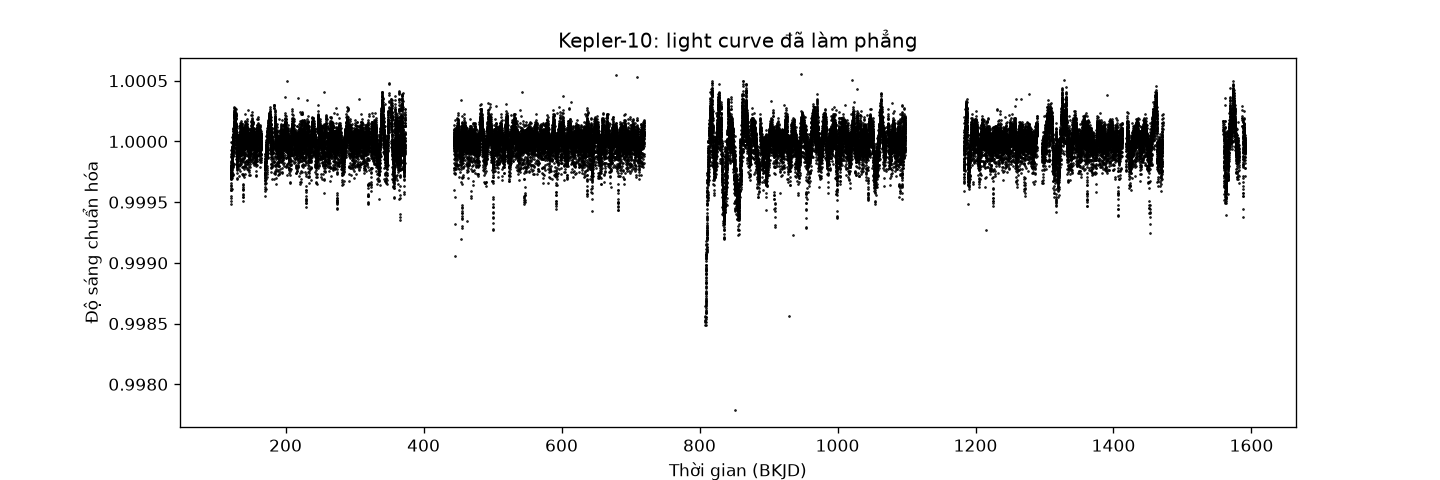 Kepler-10: light curve đã làm phẳng
Độ sáng chuẩn hóa
1.0005
1.0000
0.9995
0.9990
0.9985
0.9980
200 400 600 800 1000 1200 1400 1600
Thời gian (BKJD)